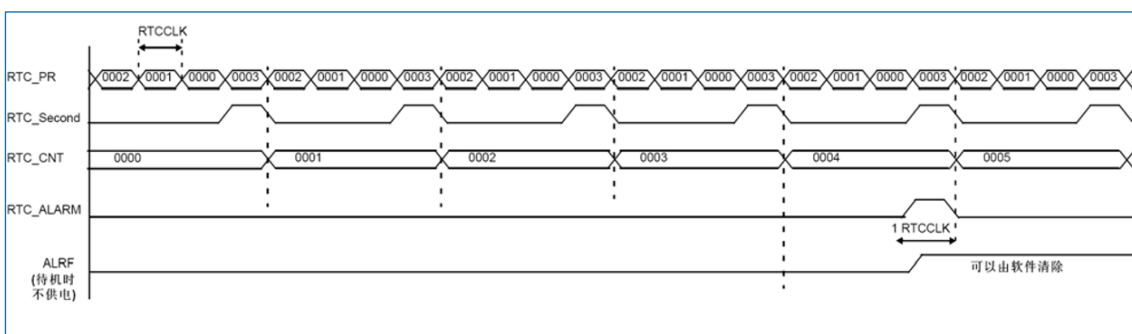 RTCCLK
RTC_PR 0002 0001 0000 0003 0002 0001 0000 0003 0002 0001 0000 0003 0002 0001 0000 0003 0002 0001 0000 0003 0002 0001 0000 0003
RTC_Second
RTC_CNT 0000 0001 0002 0003 0004 0005
RTC_ALARM
1 RTCCLK
ALRF
(待机时
不供电)
可以由软件清除